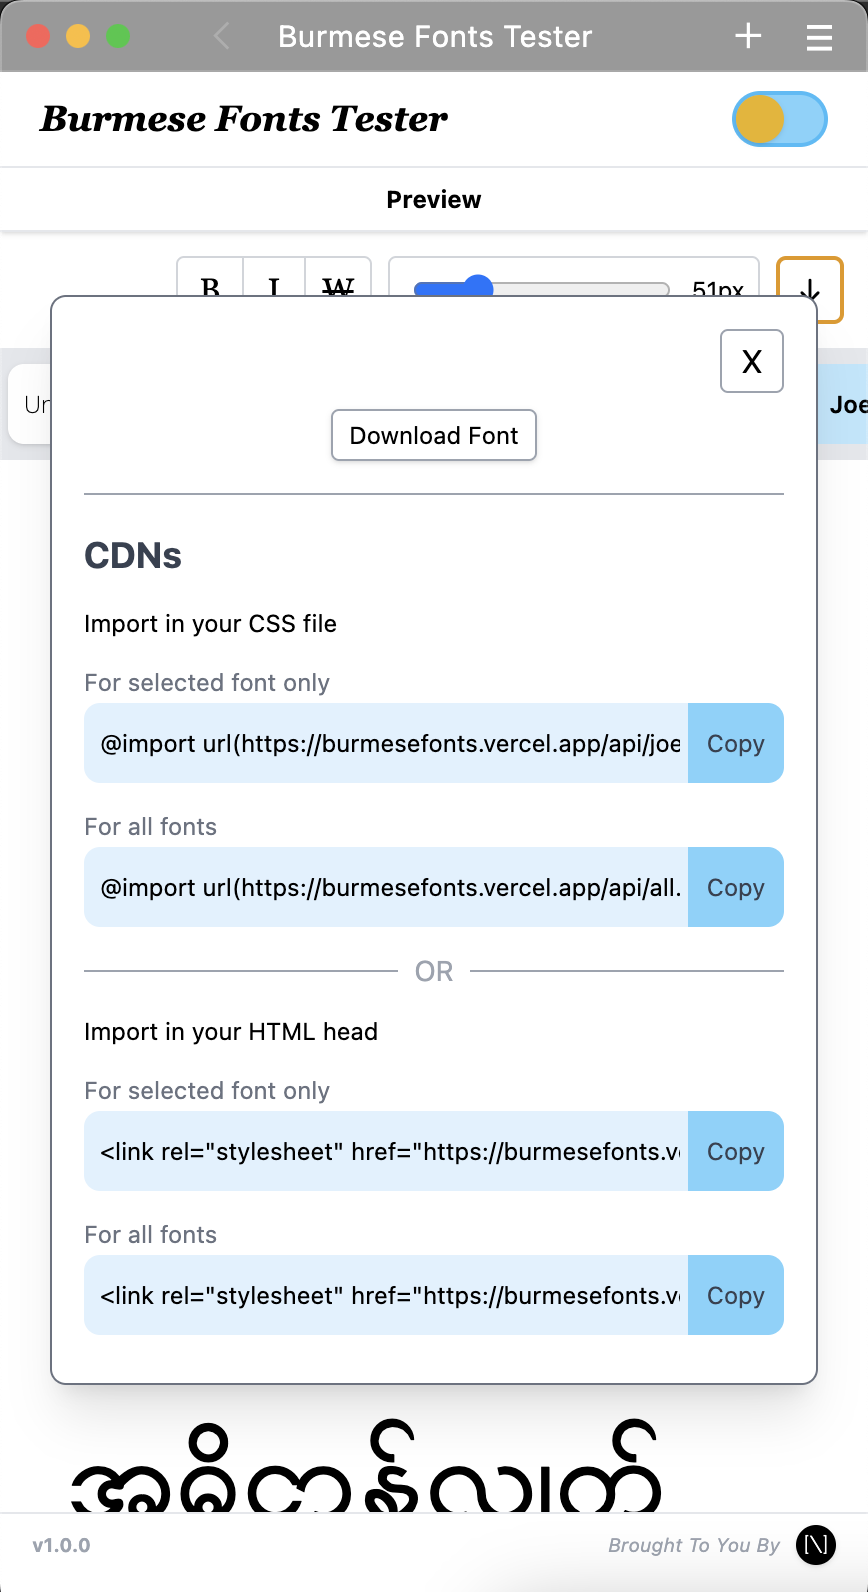 Burmese Fonts Tester
Burmese Fonts Tester
Preview
B I W 51px
X
Joe
Download Font
CDNs
Import in your CSS file
For selected font only
@import url(https://burmesefonts.vercel.app/api/joe Copy
For all fonts
@import url(https://burmesefonts.vercel.app/api/all. Copy
OR
Import in your HTML head
For selected font only
<link rel="stylesheet" href="https://burmesefonts.v Copy
For all fonts
<link rel="stylesheet" href="https://burmesefonts.v Copy
v1.0.0 Brought To You By [\]